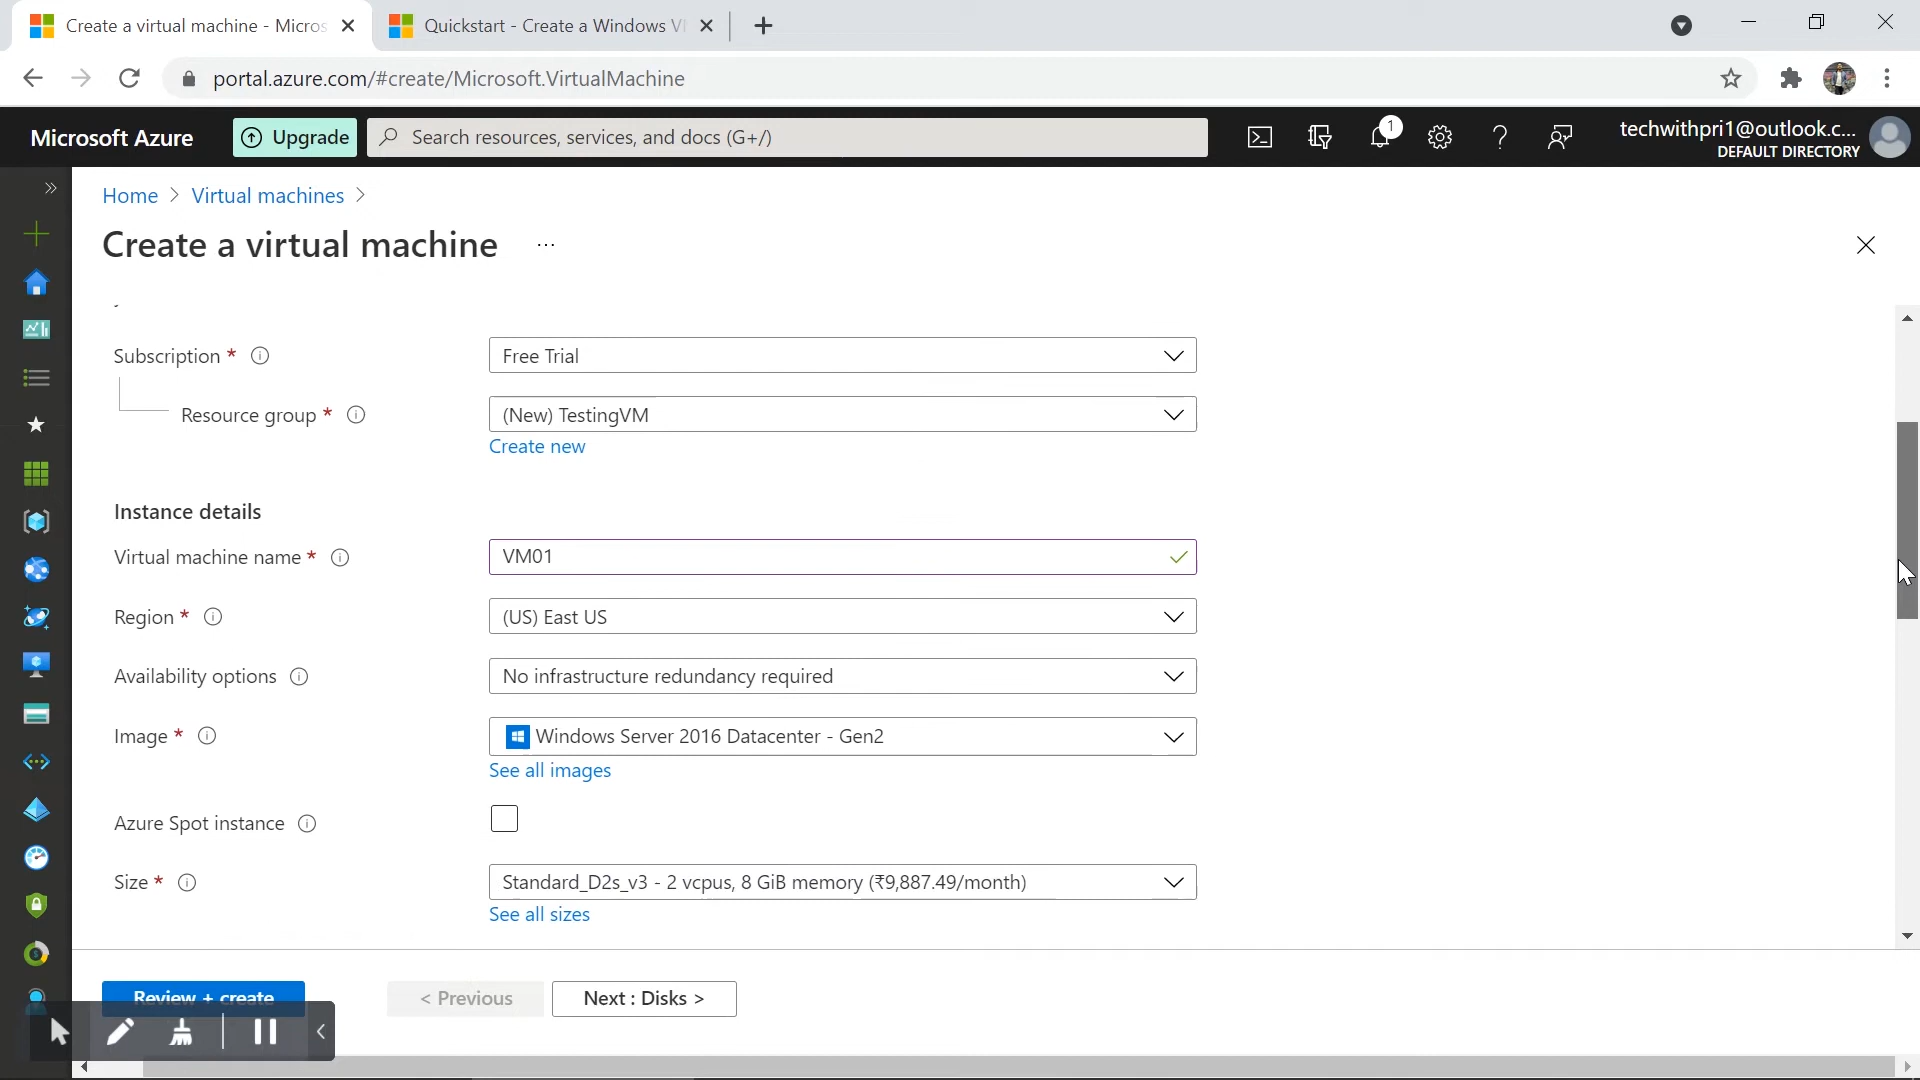 Create a virtual machine - Micros
Quickstart - Create a Windows V
portal.azure.com/#create/Microsoft.VirtualMachine
Microsoft Azure
Upgrade
Search resources, services, and docs (G+/)
1
techwithpri1@outlook.c...
DEFAULT DIRECTORY
Home > Virtual machines >
Create a virtual machine ...
Subscription *
Free Trial
Resource group *
(New) TestingVM
Create new
Instance details
Virtual machine name *
VM01
Region *
(US) East US
Availability options
No infrastructure redundancy required
Image *
Windows Server 2016 Datacenter - Gen2
See all images
Azure Spot instance
Size *
Standard_D2s_v3 - 2 vcpus, 8 GiB memory (₹9,887.49/month)
See all sizes
Review + create
< Previous
Next : Disks >